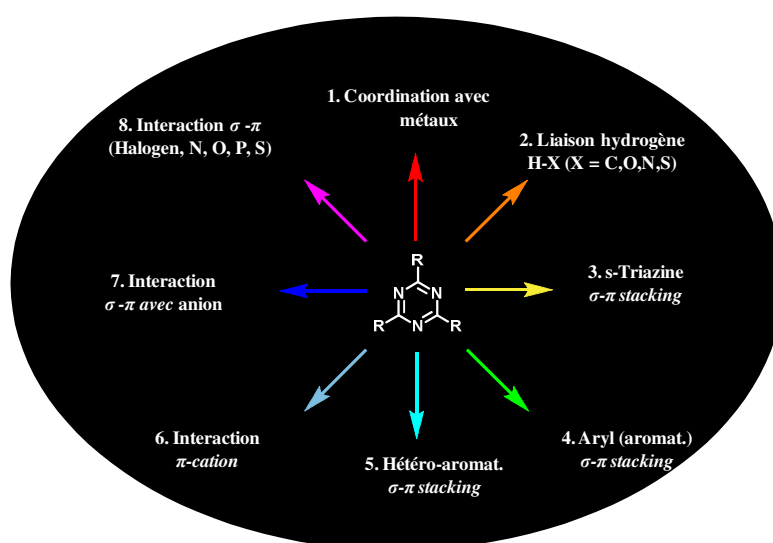 1. Coordination avec
métaux
8. Interaction σ -π
(Halogen, N, O, P, S)
2. Liaison hydrogène
H-X (X = C,O,N,S)
7. Interaction
σ -π avec anion
3. s-Triazine
σ-π stacking
R
N N
R N R
6. Interaction
π-cation
5. Hétéro-aromat.
σ-π stacking
4. Aryl (aromat.)
σ-π stacking